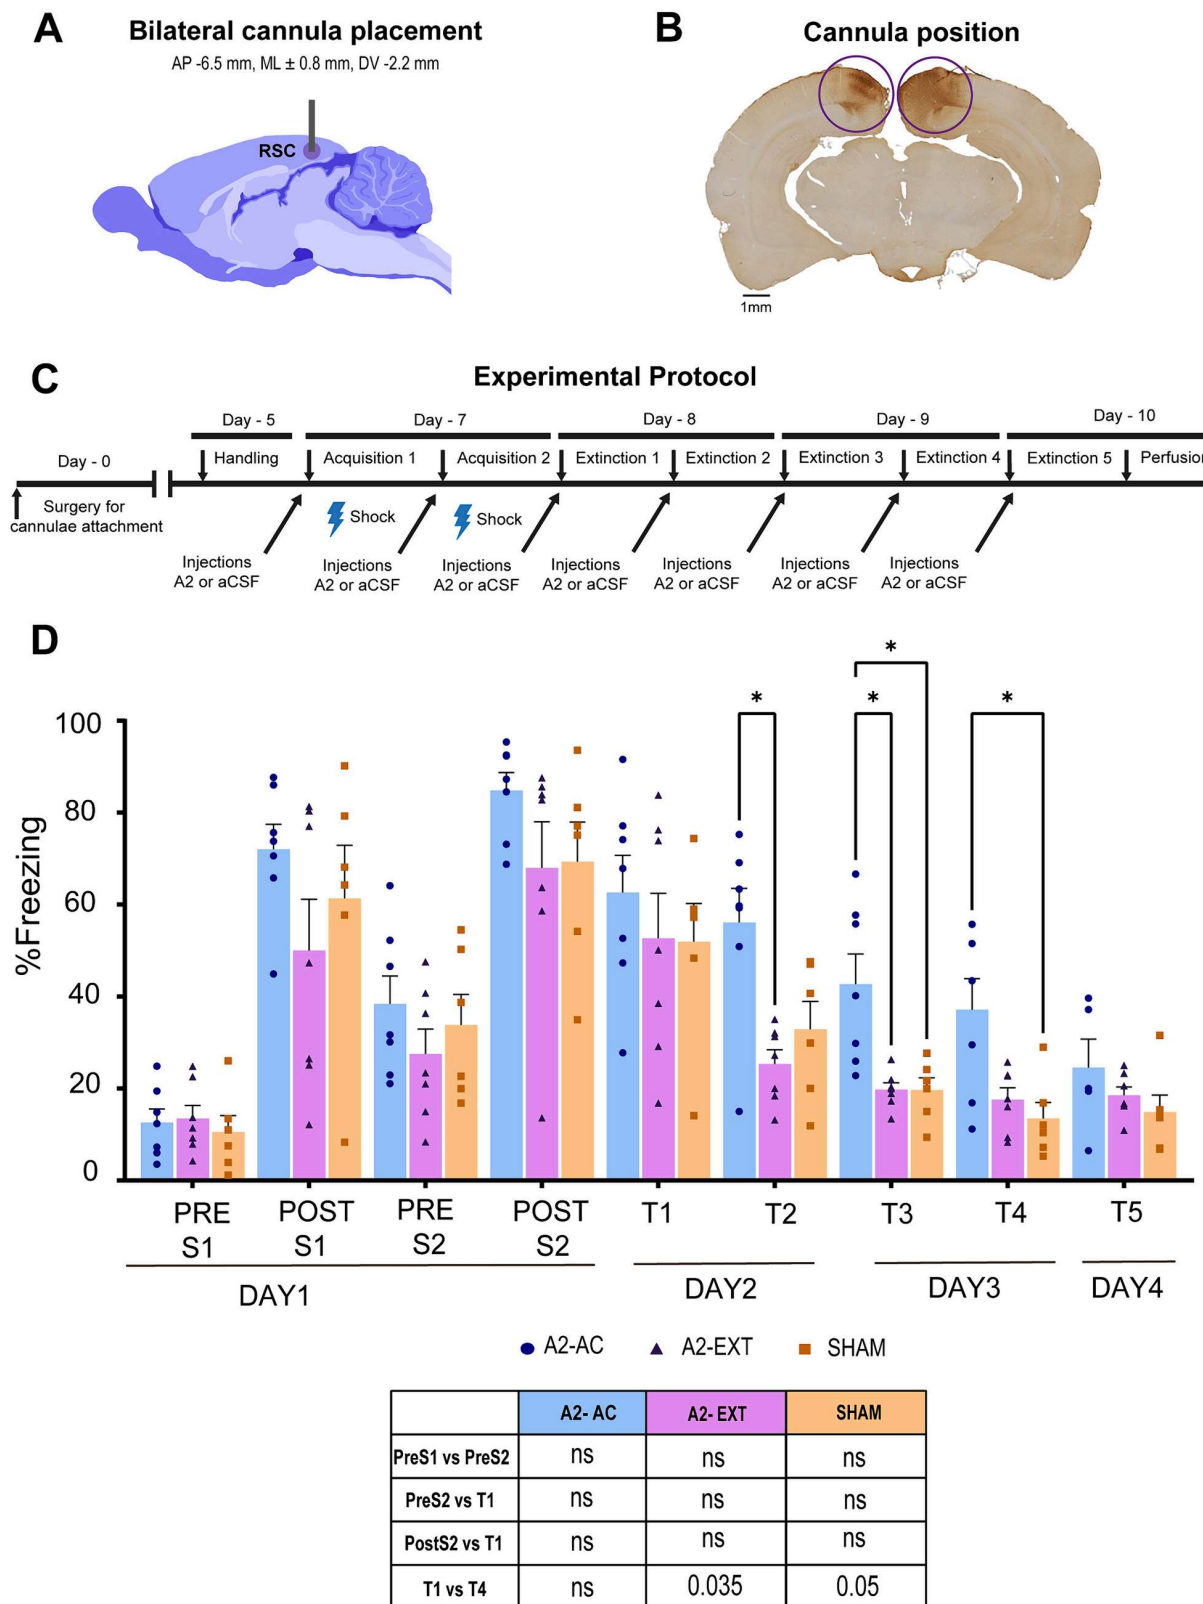 A
Bilateral cannula placement
AP -6.5 mm, ML ± 0.8 mm, DV -2.2 mm
RSC
B
Cannula position
1mm
C
Experimental Protocol
Day - 0
Day - 5
Day - 7
Day - 8
Day - 9
Day - 10
Handling
Acquisition 1
Acquisition 2
Extinction 1
Extinction 2
Extinction 3
Extinction 4
Extinction 5
Perfusion
Surgery for
cannulae attachment
Shock
Shock
Injections
A2 or aCSF
Injections
A2 or aCSF
Injections
A2 or aCSF
Injections
A2 or aCSF
Injections
A2 or aCSF
Injections
A2 or aCSF
Injections
A2 or aCSF
D
%Freezing
100
80
60
40
20
0
*
*
*
*
PRE
S1
POST
S1
PRE
S2
POST
S2
T1
T2
T3
T4
T5
DAY1
DAY2
DAY3
DAY4
A2-AC
A2-EXT
SHAM
A2- AC A2- EXT SHAM
PreS1 vs PreS2 ns ns ns
PreS2 vs T1 ns ns ns
PostS2 vs T1 ns ns ns
T1 vs T4 ns 0.035 0.05